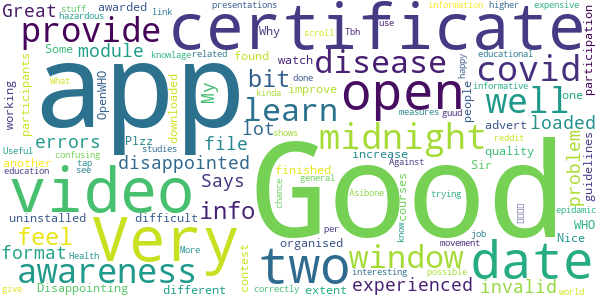 Great
stuff
hazardous
awarded
link
presentations
higher
expensive
Some
related
knowlage
Why
found
use
information
scroll
Tbh
certificate
provide
module
disease
covid
participation
participants
working
OpenWHO
My
watch
app
bit
open
people
happy
educational
informative
one
improve
done
What
kinda
well
learn
downloaded
errors
Plzz
lot
file
loaded
advert
reddit
guidelines
measures
guud
midnight
problem
Useful
confusing
studies
shows
another
disappointed
finished
increase
quality
Sir
Against
education
tap
see
video
Says
Good
Asibone
trying
general
chance
epidamic
WHO
Nice
uninstalled
difficult
info
courses
know
per
job
movement
feel
Very
two
window
date
format
Health
More
contest
organised
extent
interesting
possible
awareness
experienced
invalid
give
Disappointing
different
correctly
world